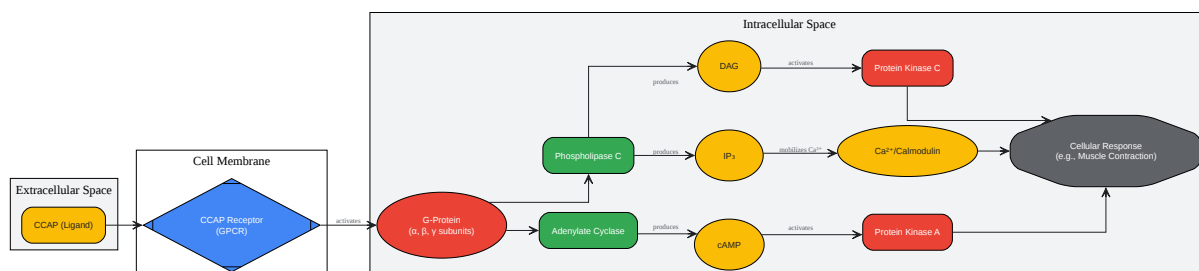 Intracellular Space
DAG
activates
Protein Kinase C
produces
Cell Membrane
Phospholipase C
produces
IP₃
mobilizes Ca²⁺
Ca²⁺/Calmodulin
Cellular Response
(e.g., Muscle Contraction)
Extracellular Space
CCAP (Ligand)
CCAP Receptor
(GPCR)
activates
G-Protein
(α, β, γ subunits)
Adenylate Cyclase
produces
cAMP
activates
Protein Kinase A